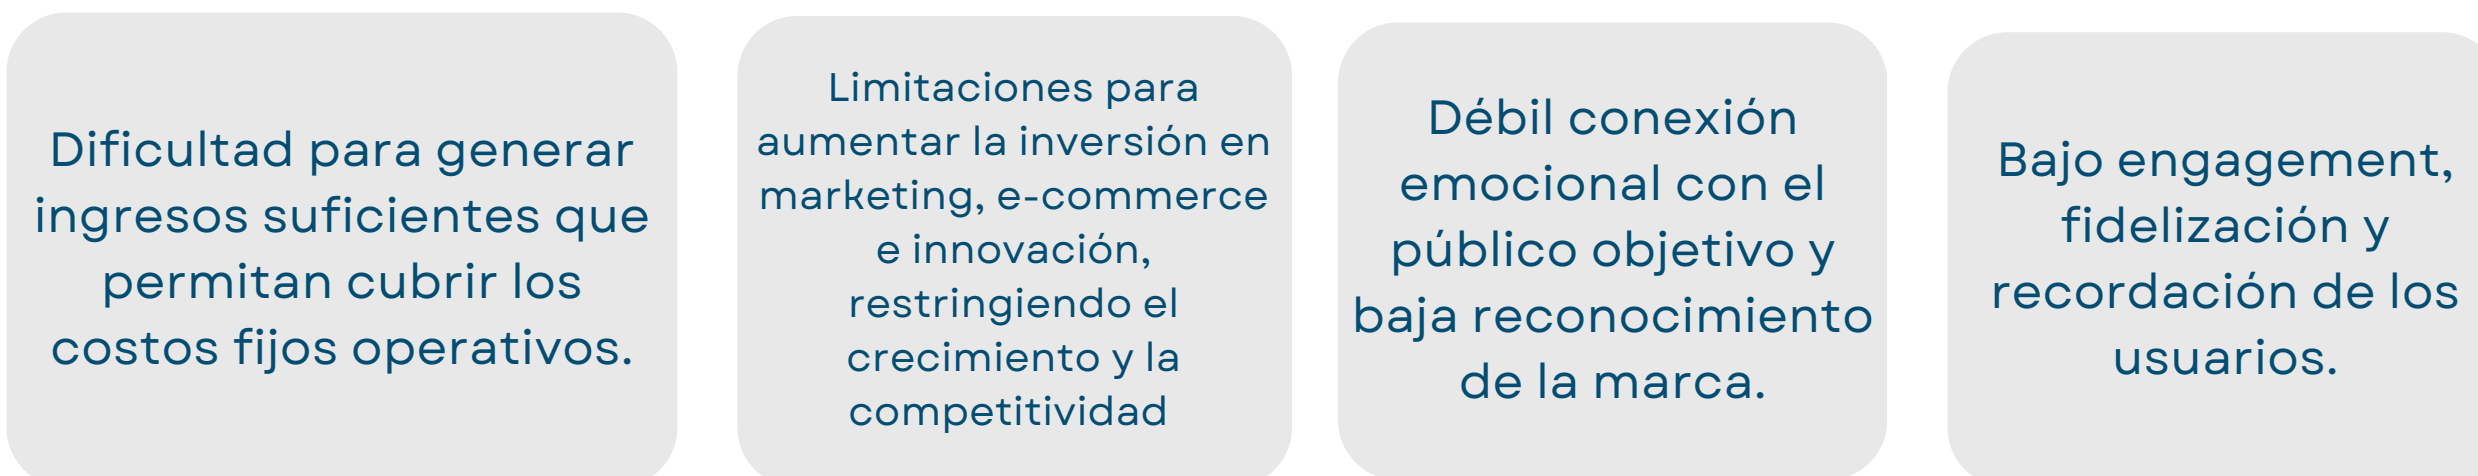 Dificultad para generar
ingresos suficientes que
permitan cubrir los
costos fijos operativos.
Limitaciones para
aumentar la inversión en
marketing, e-commerce
e innovación,
restringiendo el
crecimiento y la
competitividad
Débil conexión
emocional con el
público objetivo y
baja reconocimiento
de la marca.
Bajo engagement,
fidelización y
recordación de los
usuarios.